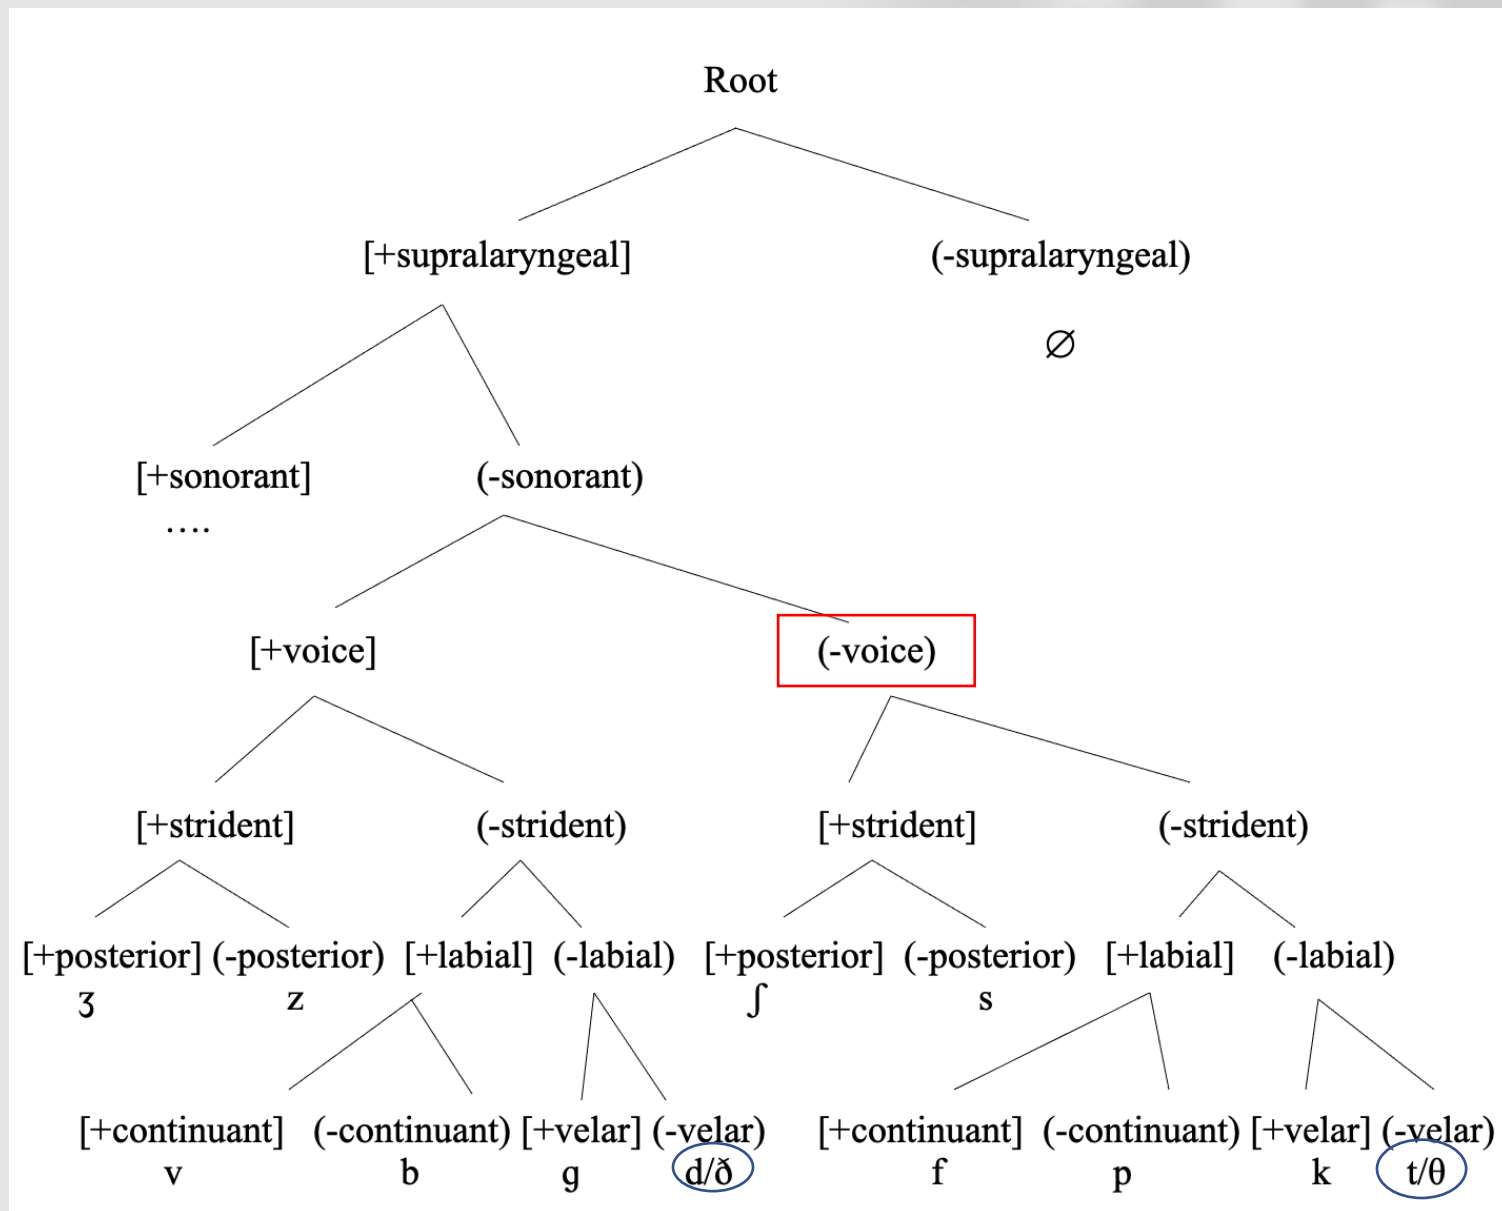 Root
[+supralaryngeal] (-supralaryngeal)
∅
[+sonorant] (-sonorant)
….
[+voice] (-voice)
[+strident] (-strident) [+strident] (-strident)
[+posterior] (-posterior) [+labial] (-labial) [+posterior] (-posterior) [+labial] (-labial)
ʒ z ʃ s
[+continuant] (-continuant) [+velar] (-velar) [+continuant] (-continuant) [+velar] (-velar)
v b g d/ð f p k t/θ